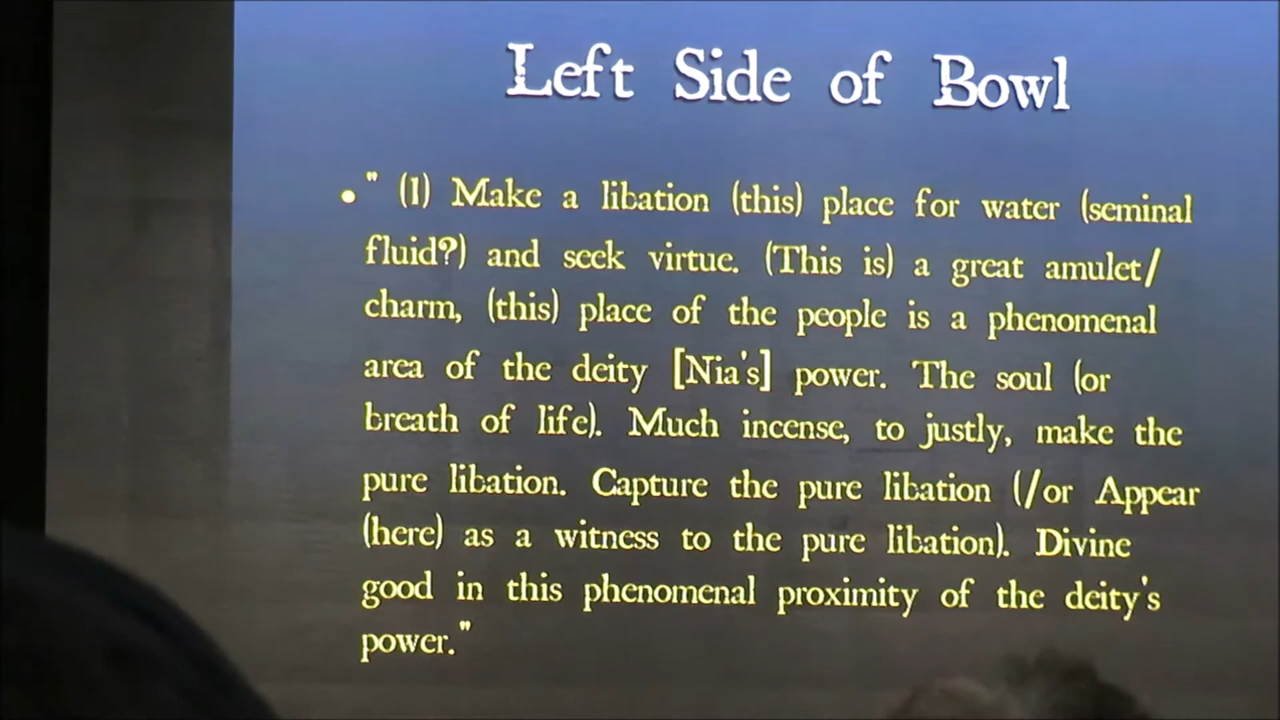 Left Side of Bowl
• " (1) Make a libation (this) place for water (seminal
fluid?) and seek virtue. (This is) a great amulet/
charm, (this) place of the people is a phenomenal
area of the deity [Nia's] power. The soul (or
breath of life). Much incense, to justly, make the
pure libation. Capture the pure libation (/or Appear
(here) as a witness to the pure libation). Divine
good in this phenomenal proximity of the deity's
power."